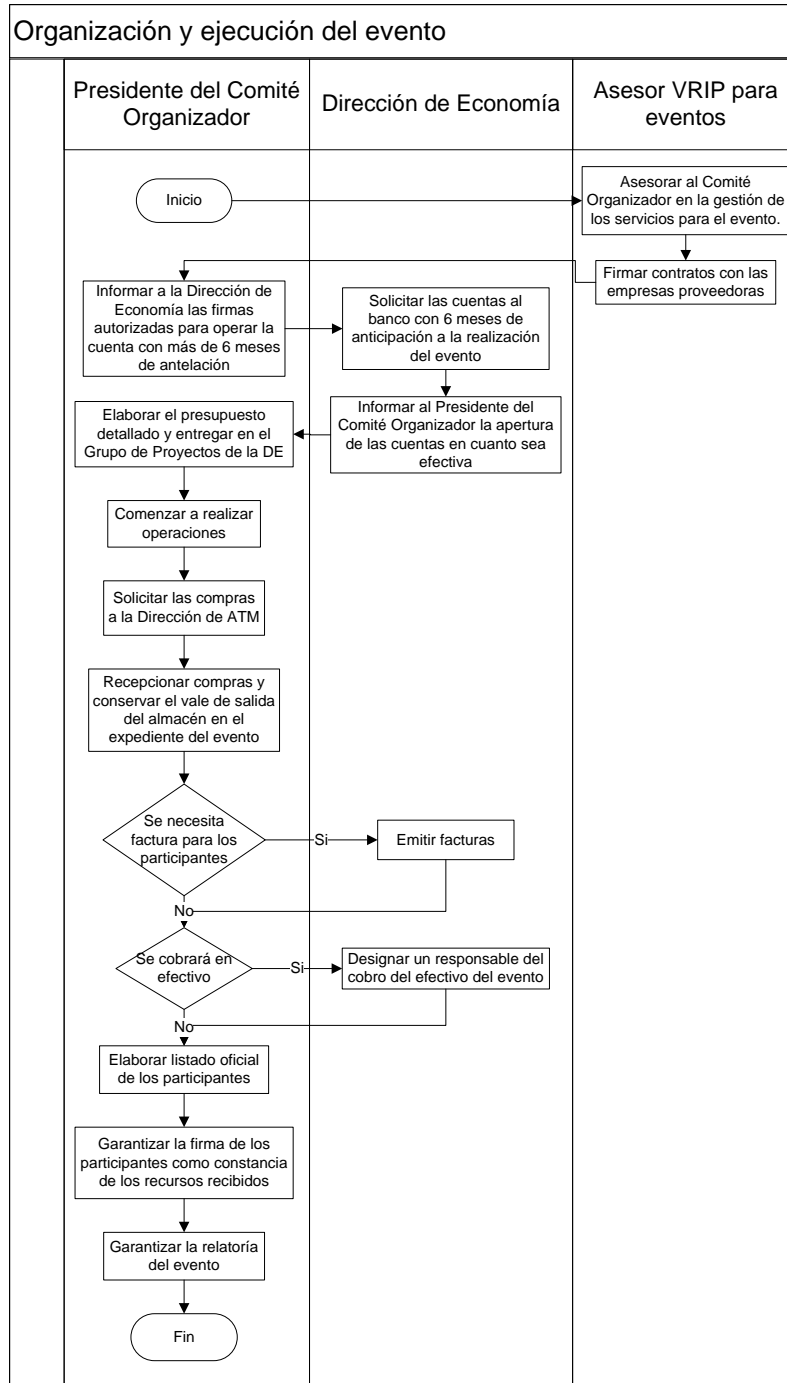 Organización y ejecución del evento
Presidente del Comité
Organizador
Dirección de Economía
Asesor VRIP para
eventos
Inicio
Asesorar al Comité
Organizador en la gestión de
los servicios para el evento.
Firmar contratos con las
empresas proveedoras
Informar a la Dirección de
Economía las firmas
autorizadas para operar la
cuenta con más de 6 meses
de antelación
Solicitar las cuentas al
banco con 6 meses de
anticipación a la realización
del evento
Informar al Presidente del
Comité Organizador la apertura
de las cuentas en cuanto sea
efectiva
Elaborar el presupuesto
detallado y entregar en el
Grupo de Proyectos de la DE
Comenzar a realizar
operaciones
Solicitar las compras
a la Dirección de ATM
Recepcionar compras y
conservar el vale de salida
del almacén en el
expediente del evento
Se necesita
factura para los
participantes
Si
Emitir facturas
No
Se cobrará en
efectivo
Si
Designar un responsable del
cobro del efectivo del evento
No
Elaborar listado oficial
de los participantes
Garantizar la firma de los
participantes como constancia
de los recursos recibidos
Garantizar la relatoría
del evento
Fin